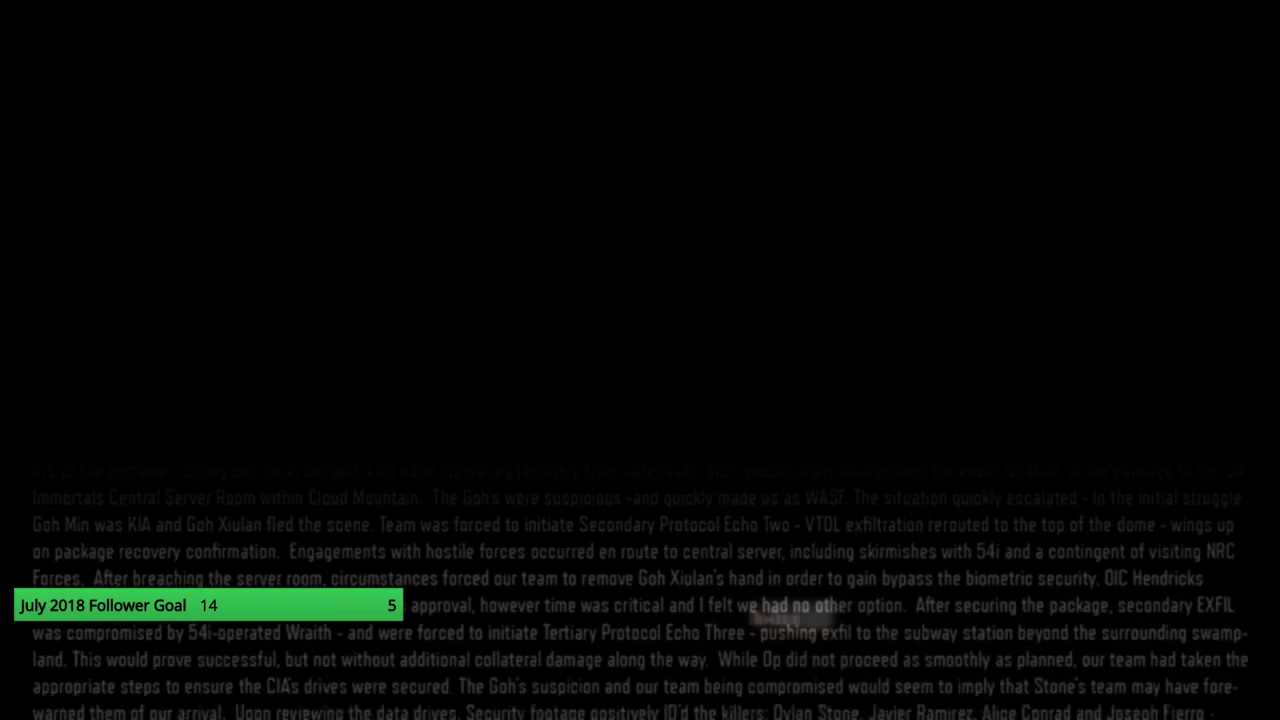 Immortals Central Server Room within Cloud Mountain. The Goh's were suspicious -and quickly made us as WASF. The situation quickly escalated - In the initial struggle
Goh Min was KIA and Goh Xiulan fled the scene. Team was forced to initiate Secondary Protocol Echo Two - VTOL exfiltration rerouted to the top of the dome - wings up
on package recovery confirmation. Engagements with hostile forces occurred en route to central server, including skirmishes with 54i and a contingent of visiting NRC
Forces. After breaching the server room, circumstances forced our team to remove Goh Xiulan's hand in order to gain bypass the biometric security. OIC Hendricks
July 2018 Follower Goal 14 5 approval, however time was critical and I felt we had no other option. After securing the package, secondary EXFIL
was compromised by 54i-operated Wraith - and were forced to initiate Tertiary Protocol Echo Three - pushing exfil to the subway station beyond the surrounding swamp-
land. This would prove successful, but not without additional collateral damage along the way. While Op did not proceed as smoothly as planned, our team had taken the
appropriate steps to ensure the CIA's drives were secured. The Goh's suspicion and our team being compromised would seem to imply that Stone's team may have fore-
warned them of our arrival. Upon reviewing the data drives, Security footage positively ID'd the killers: Dylan Stone, Javier Ramirez, Alice Conrad and Joseph Fierro -